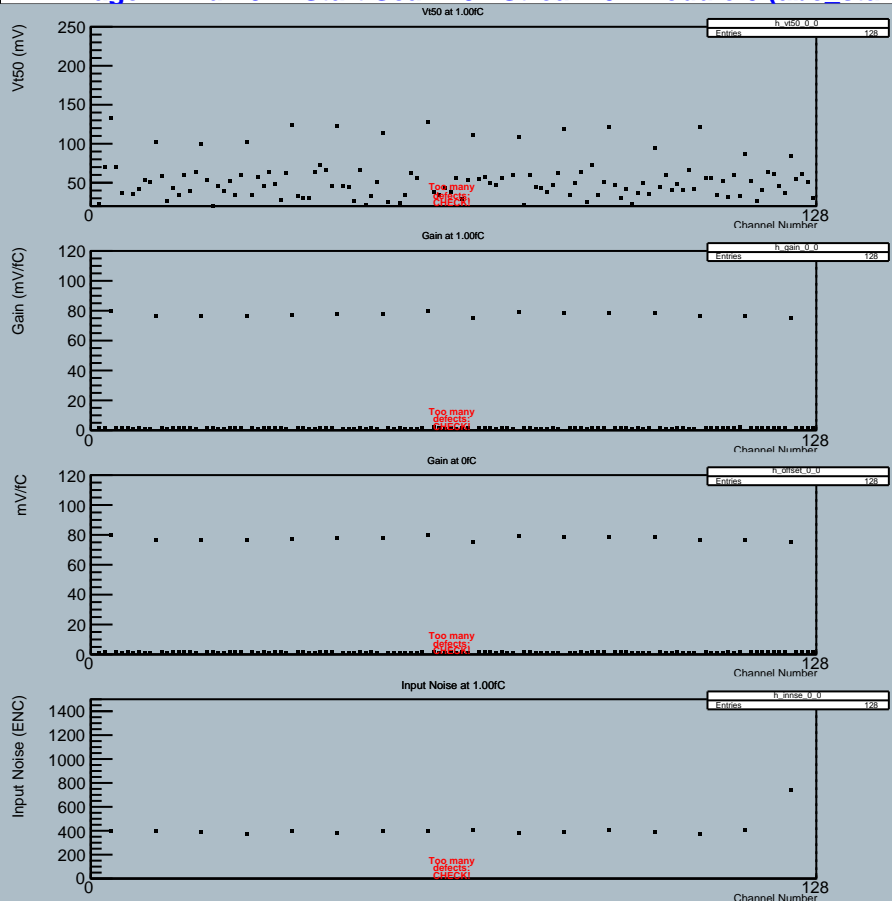 Vt50 at 1.00fC
h_vt50_0_0
Entries 128
Vt50 (mV)
250
200
150
100
50
Too many
defects:
CHECK!
0
128
Channel Number
Gain at 1.00fC
h_gain_0_0
Entries 128
Gain (mV/fC)
120
100
80
60
40
20
0
Too many
defects:
CHECK!
0
128
Channel Number
Gain at 0fC
h_offset_0_0
Entries 128
mV/fC
120
100
80
60
40
20
0
Too many
defects:
CHECK!
0
128
Channel Number
Input Noise at 1.00fC
h_innse_0_0
Entries 128
Input Noise (ENC)
1400
1200
1000
800
600
400
200
0
Too many
defects:
CHECK!
0
128
Channel Number